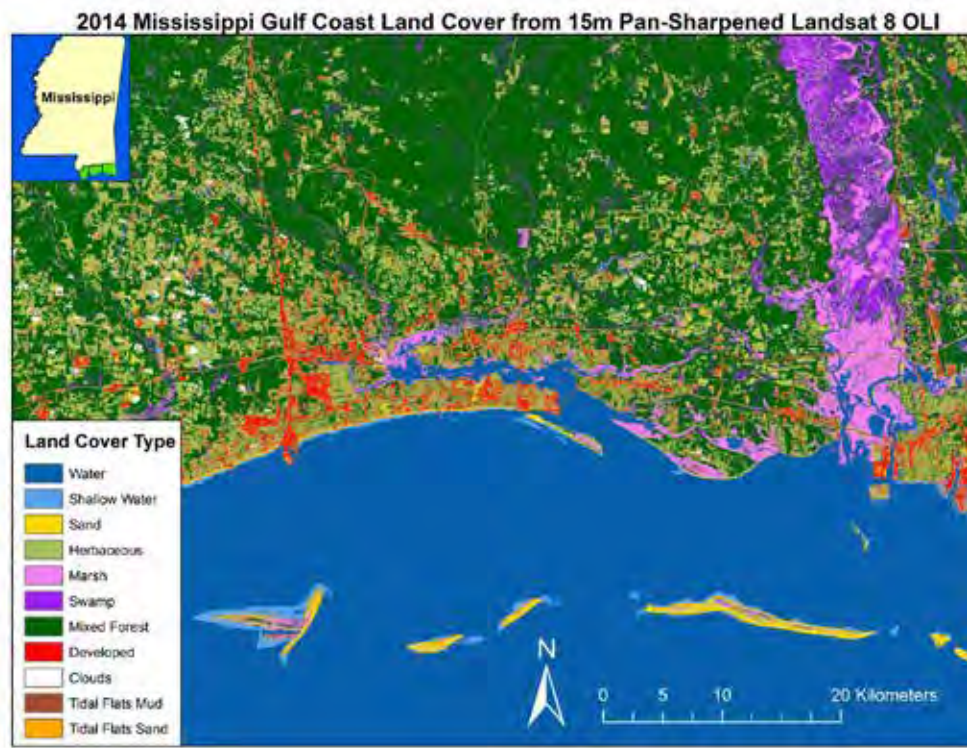 2014 Mississippi Gulf Coast Land Cover from 15m Pan-Sharpened Landsat 8 OLI
Mississippi
Land Cover Type
Water
Shallow Water
Sand
Herbaceous
Marsh
Swamp
Mixed Forest
Developed
Clouds
Tidal Flats Mud
Tidal Flats Sand
N
0 5 10 20 Kilometers